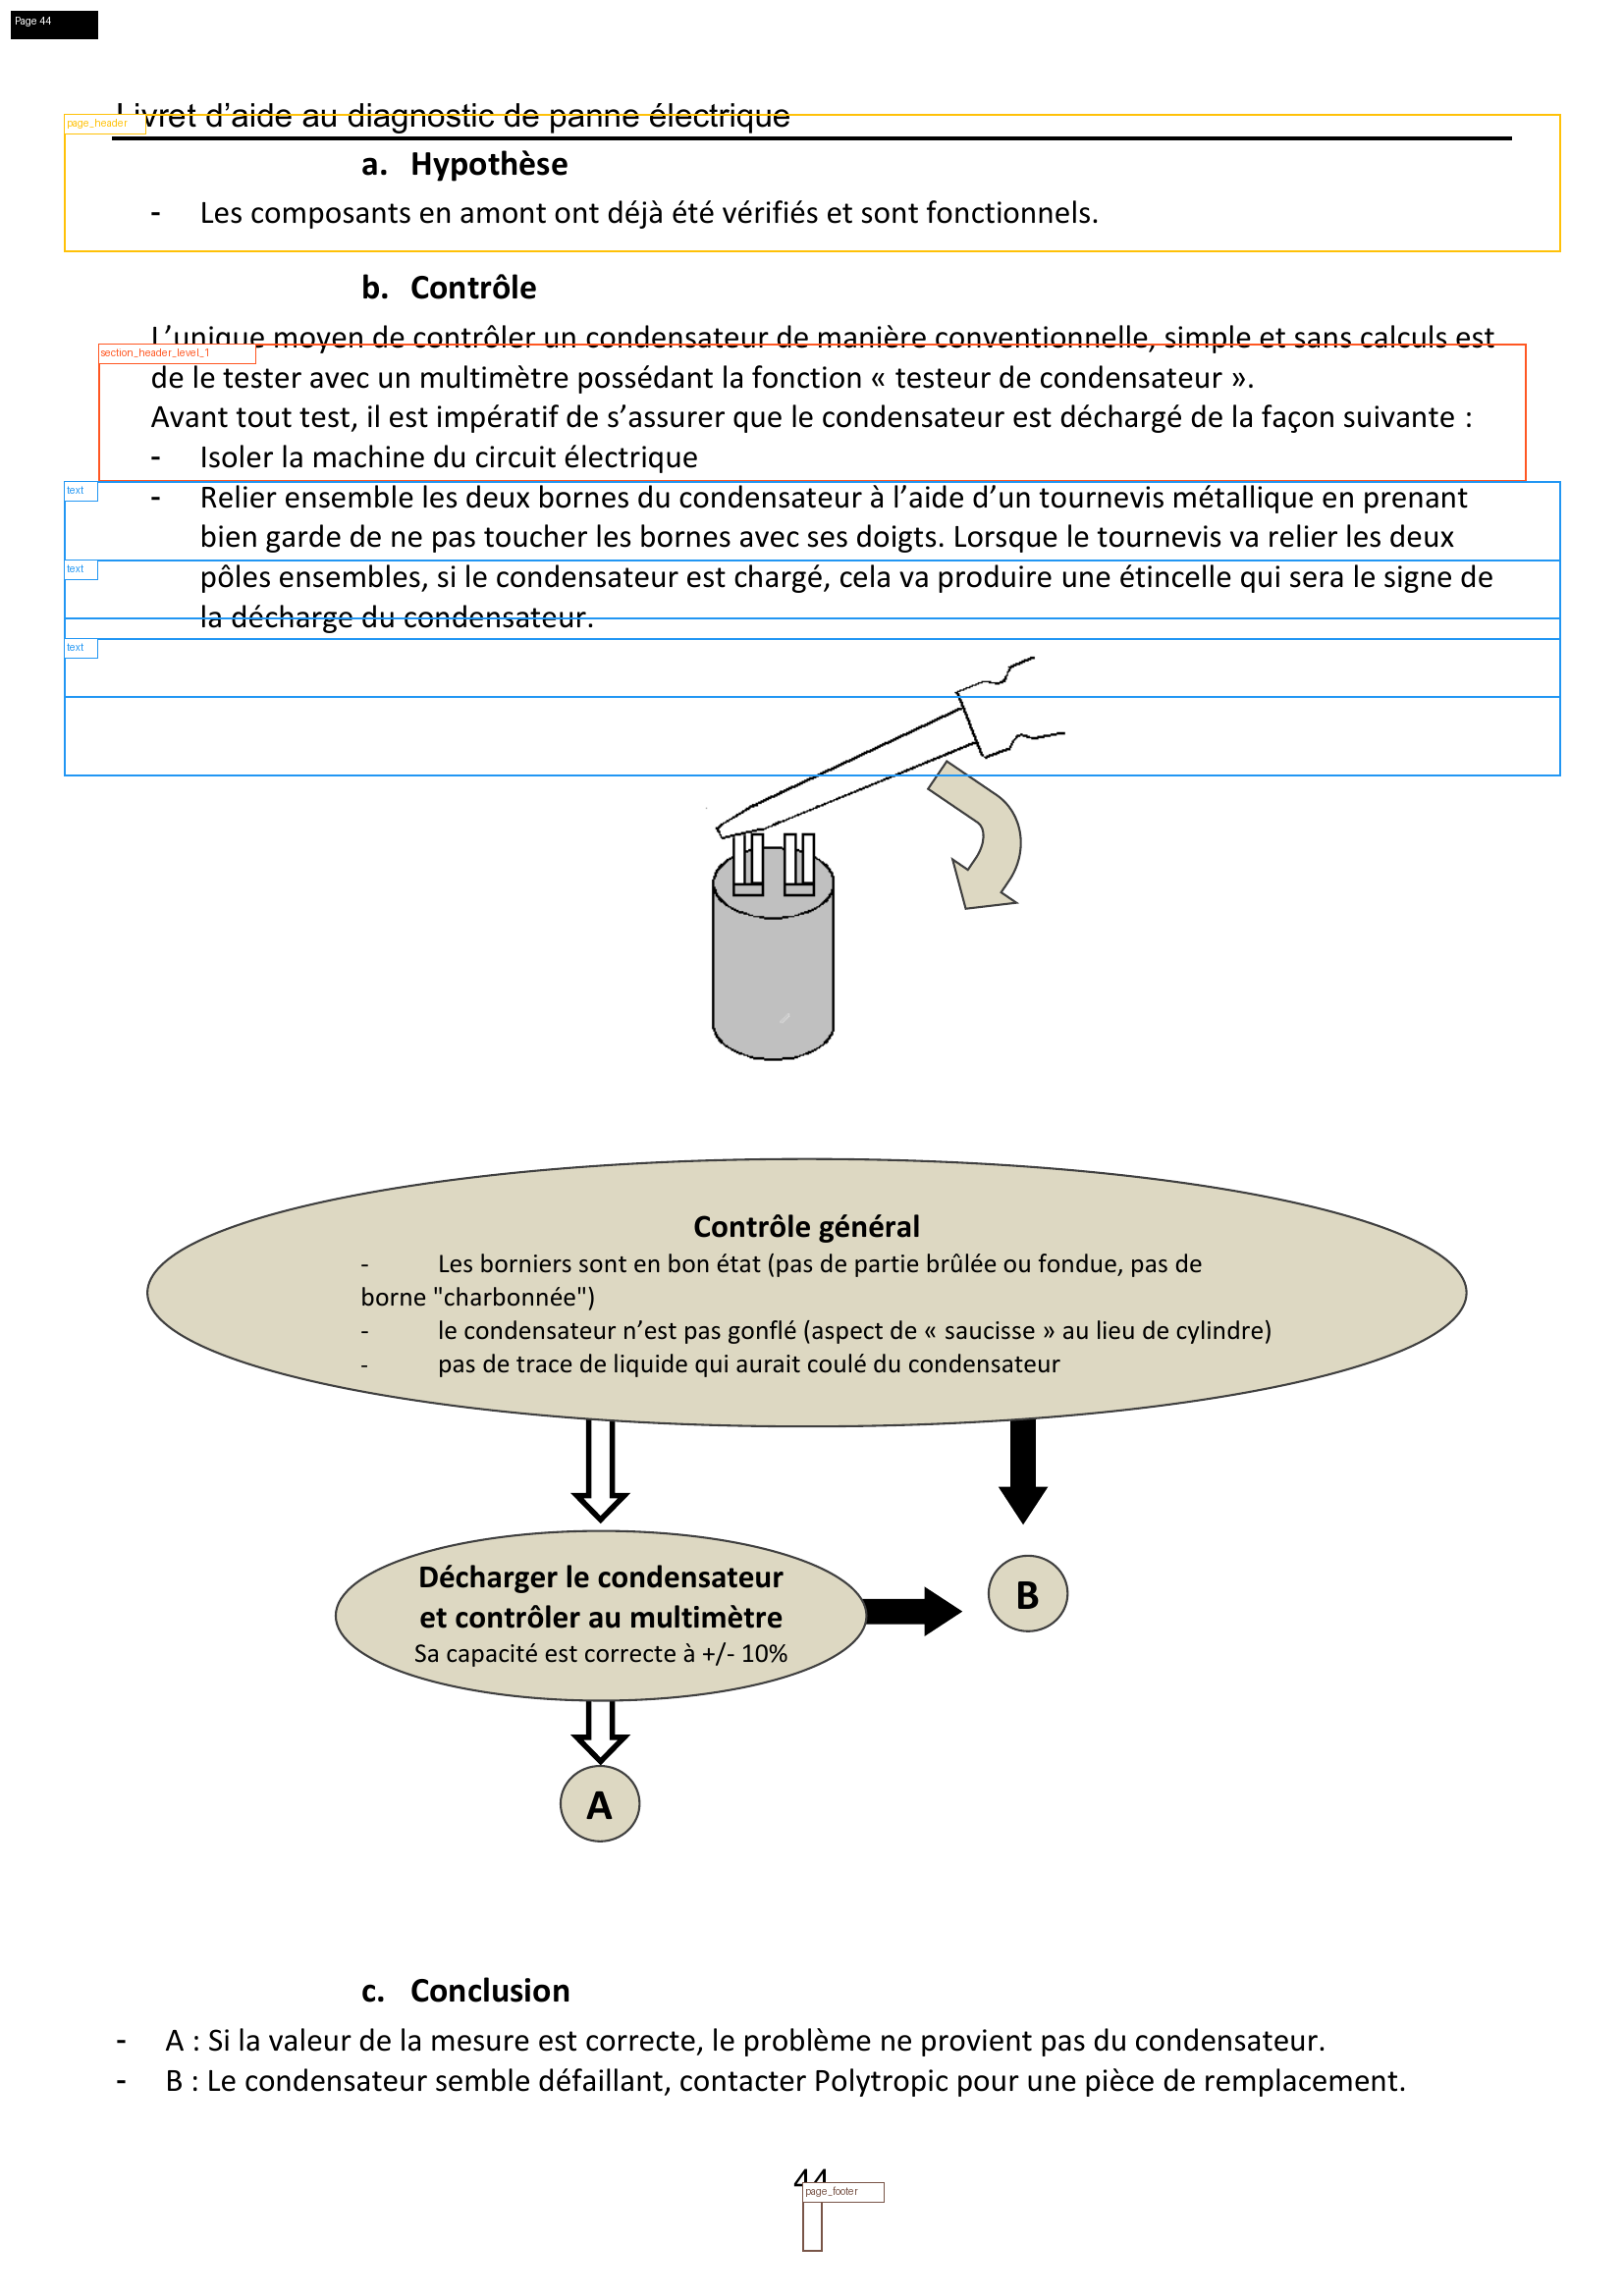 Page 44
Livret d’aide au diagnostic de panne électrique
page_header
a. Hypothèse
- Les composants en amont ont déjà été vérifiés et sont fonctionnels.
b. Contrôle
L’unique moyen de contrôler un condensateur de manière conventionnelle, simple et sans calculs est
section_header_level_1
de le tester avec un multimètre possédant la fonction « testeur de condensateur ».
Avant tout test, il est impératif de s’assurer que le condensateur est déchargé de la façon suivante :
- Isoler la machine du circuit électrique
text
- Relier ensemble les deux bornes du condensateur à l’aide d’un tournevis métallique en prenant
bien garde de ne pas toucher les bornes avec ses doigts. Lorsque le tournevis va relier les deux
text
pôles ensembles, si le condensateur est chargé, cela va produire une étincelle qui sera le signe de
la décharge du condensateur.
text
Contrôle général
- Les borniers sont en bon état (pas de partie brûlée ou fondue, pas de
borne "charbonnée")
- le condensateur n’est pas gonflé (aspect de « saucisse » au lieu de cylindre)
- pas de trace de liquide qui aurait coulé du condensateur
Décharger le condensateur
et contrôler au multimètre
Sa capacité est correcte à +/- 10%
B
A
c. Conclusion
- A : Si la valeur de la mesure est correcte, le problème ne provient pas du condensateur.
- B : Le condensateur semble défaillant, contacter Polytropic pour une pièce de remplacement.
44
page_footer